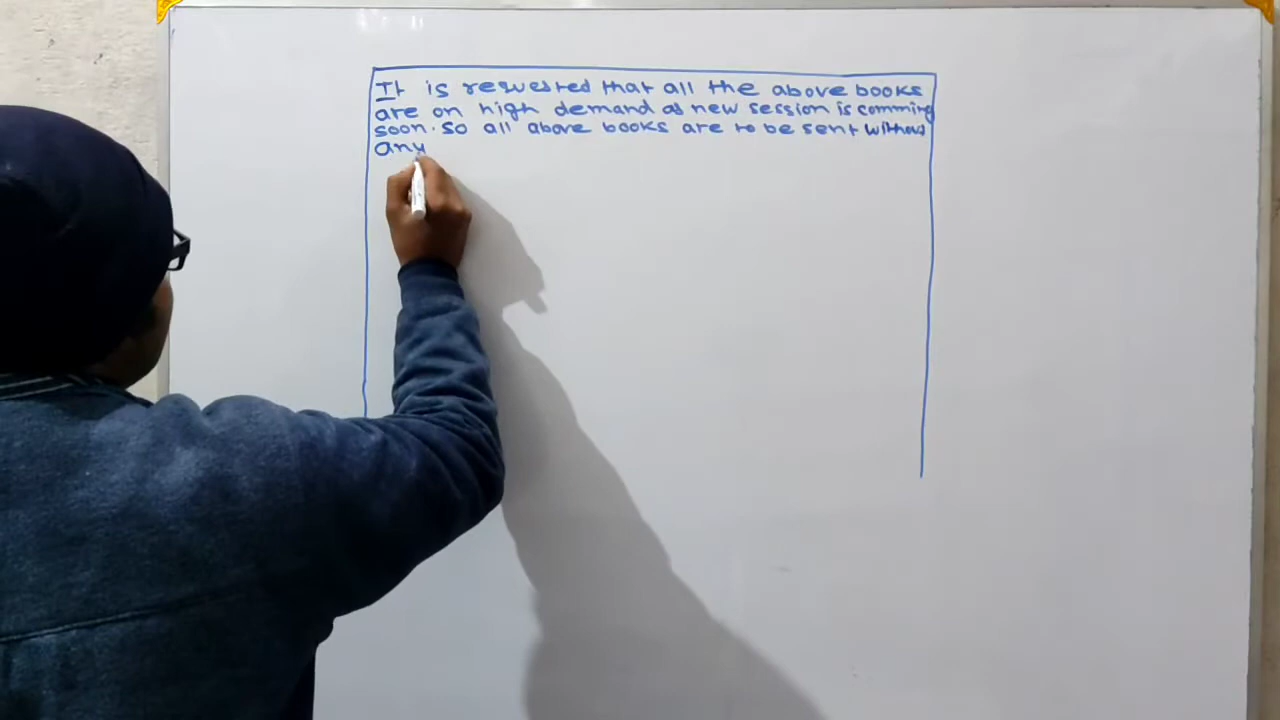 It is requested that all the above books
are on high demand as new session is comming
soon. So all above books are to be sent without
any